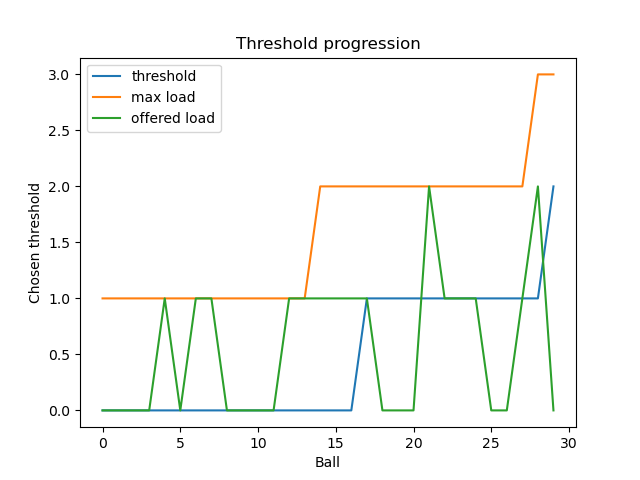 Threshold progression
threshold
max load
offered load
3.0
2.5
2.0
1.5
1.0
0.5
0.0
Chosen threshold
0 5 10 15 20 25 30
Ball